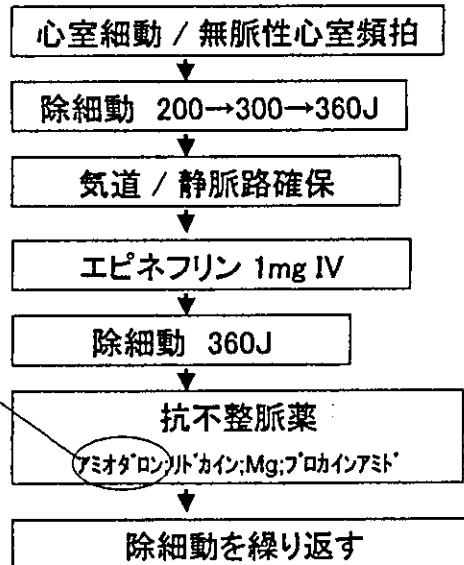 心室細動 / 無脈性心室頻拍
除細動 200→300→360J
気道 / 静脈路確保
エピネフリン 1mg IV
除細動 360J
抗不整脈薬
ｱﾐｵﾀﾞﾛﾝ;ﾘﾄﾞｶｲﾝ;Mg;ﾌﾟﾛｶｲﾝｱﾐﾄﾞ
除細動を繰り返す